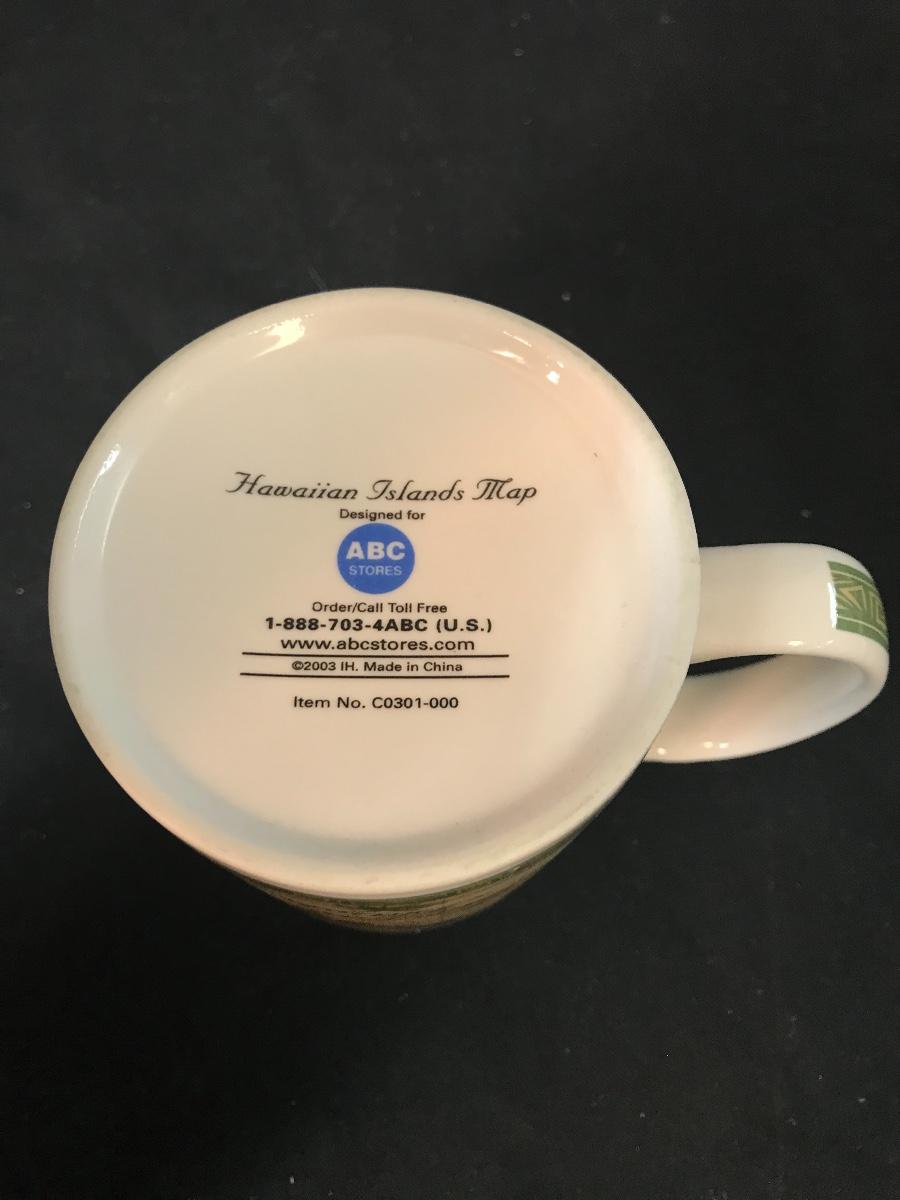 Hawaiian Islands Map
Designed for
ABC
STORES
Order/Call Toll Free
1-888-703-4ABC (U.S.)
www.abcstores.com
©2003 IH. Made in China
Item No. C0301-000